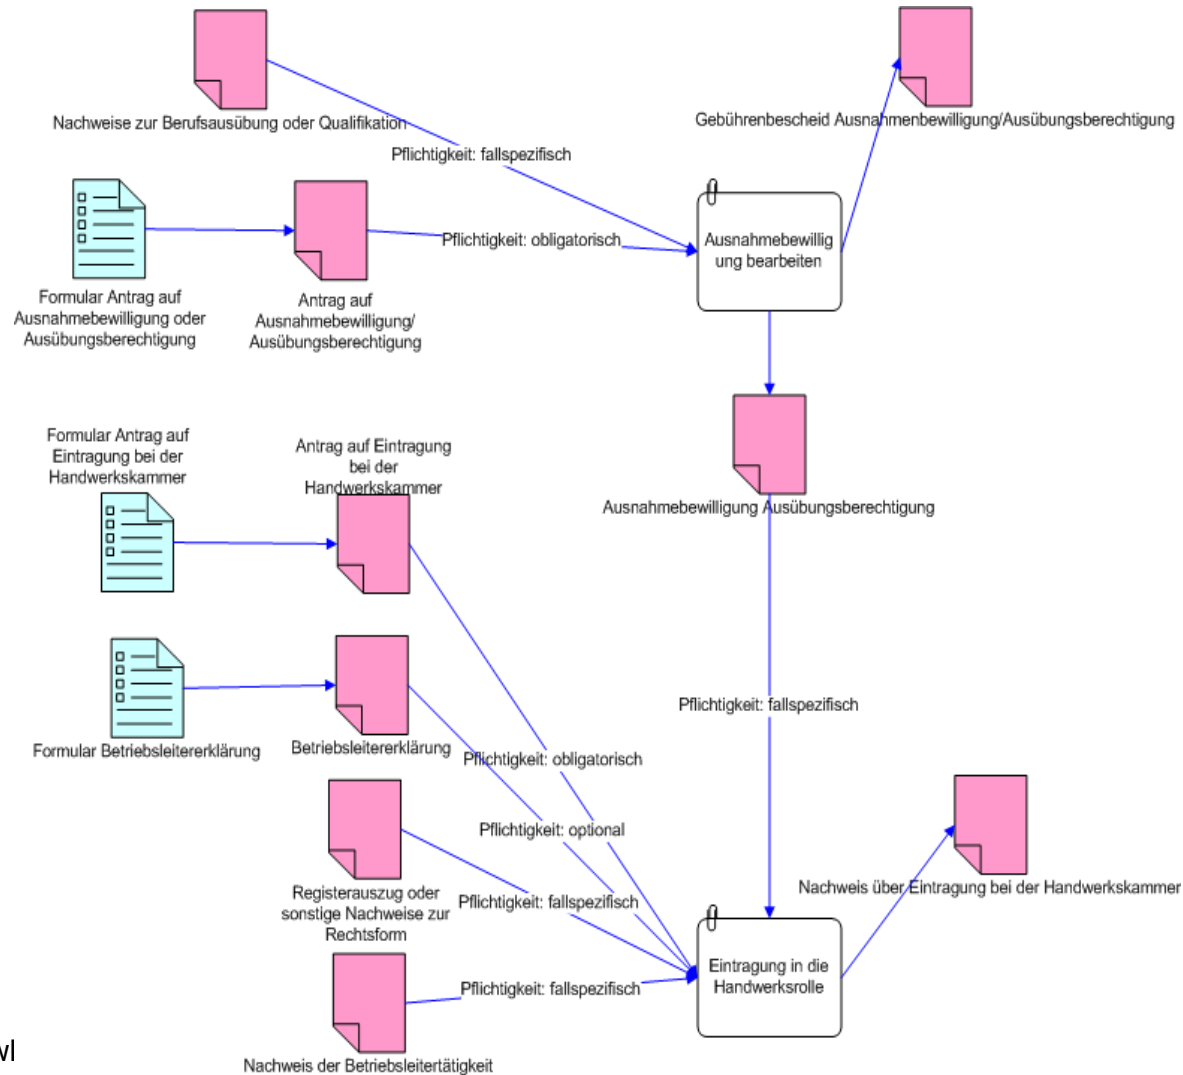 Nachweise zur Berufsausübung oder Qualifikation
Gebührenbescheid Ausnahmenbewilligung/Ausübungsberechtigung
Pflichtigkeit: fallspezifisch
Pflichtigkeit: obligatorisch
Ausnahmebewillig
ung bearbeiten
Formular Antrag auf
Ausnahmebewilligung oder
Ausübungsberechtigung
Antrag auf
Ausnahmebewilligung/
Ausübungsberechtigung
Formular Antrag auf
Eintragung bei der
Handwerkskammer
Antrag auf Eintragung
bei der
Handwerkskammer
Ausnahmebewilligung Ausübungsberechtigung
Pflichtigkeit: fallspezifisch
Formular Betriebsleitererklärung
Betriebsleitererklärung
Pflichtigkeit: obligatorisch
Pflichtigkeit: optional
Registerauszug oder
sonstige Nachweise zur
Rechtsform
Pflichtigkeit: fallspezifisch
Nachweis über Eintragung bei der Handwerkskammer
Eintragung in die
Handwerksrolle
Pflichtigkeit: fallspezifisch
Nachweis der Betriebsleitertätigkeit
wl